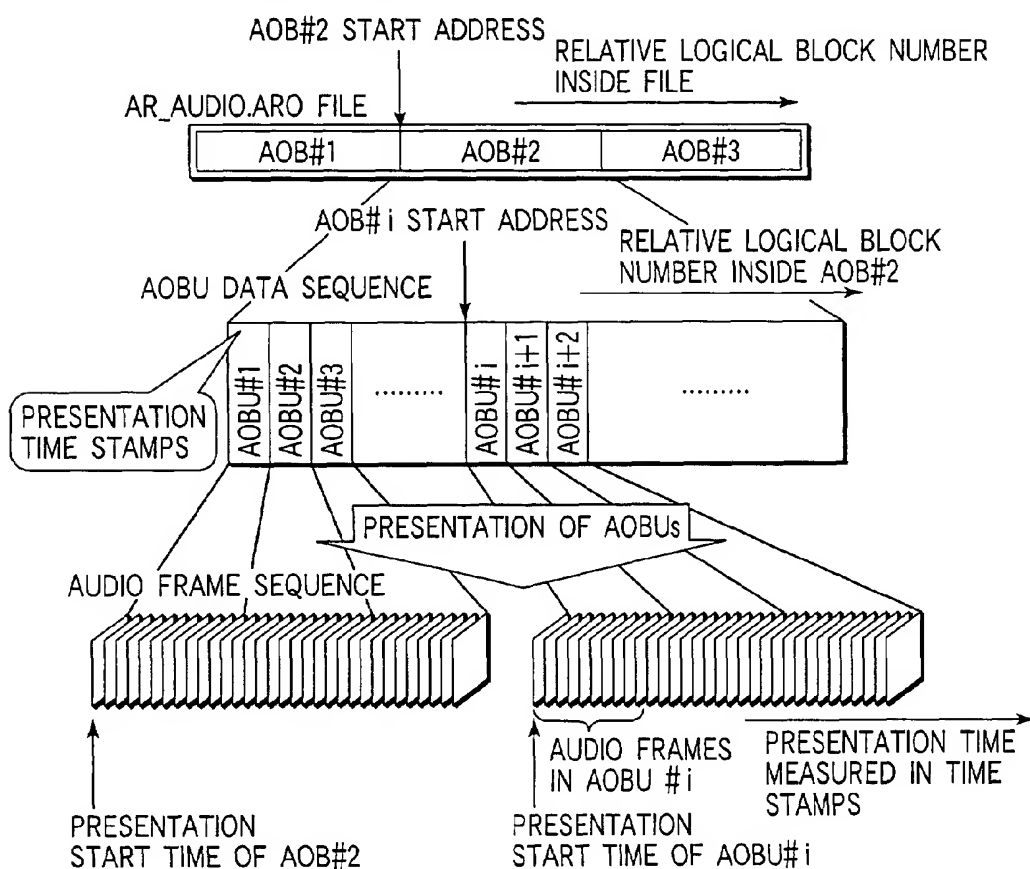 AOB#2 START ADDRESS
RELATIVE LOGICAL BLOCK NUMBER
INSIDE FILE
AR_AUDIO.ARO FILE
AOB#1
AOB#2
AOB#3
AOB#i START ADDRESS
RELATIVE LOGICAL BLOCK
NUMBER INSIDE AOB#2
AOBU DATA SEQUENCE
AOBU#1
AOBU#2
AOBU#3
.........
AOBU#i
AOBU#i+1
AOBU#i+2
.........
PRESENTATION
TIME STAMPS
PRESENTATION OF AOBUs
AUDIO FRAME SEQUENCE
AUDIO FRAMES
IN AOBU #i
PRESENTATION TIME
MEASURED IN TIME
STAMPS
PRESENTATION
START TIME OF AOB#2
PRESENTATION
START TIME OF AOBU#i